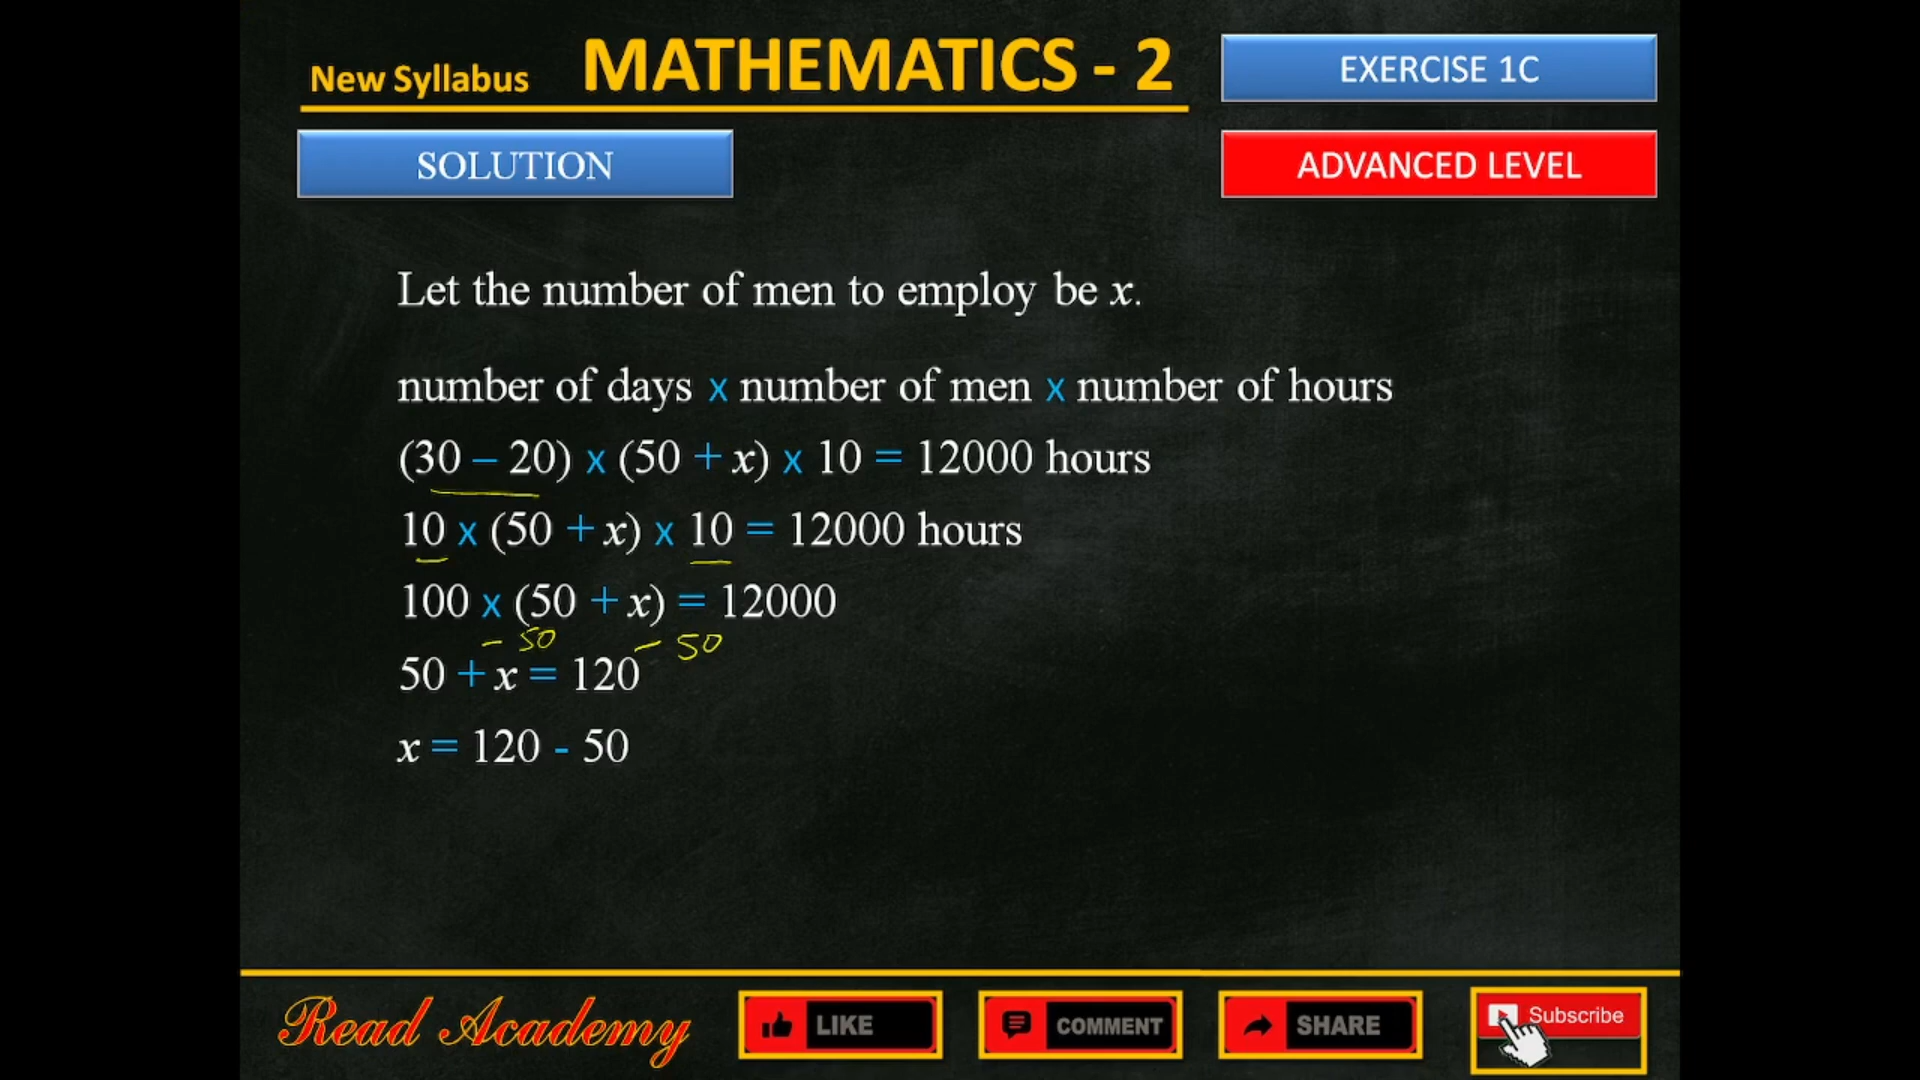 New Syllabus MATHEMATICS - 2
EXERCISE 1C
SOLUTION
ADVANCED LEVEL
Let the number of men to employ be x.
number of days x number of men x number of hours
(30 – 20) x (50 + x) x 10 = 12000 hours
10 x (50 + x) x 10 = 12000 hours
100 x (50 + x) = 12000
- 50 - 50
50 + x = 120
x = 120 - 50
Read Academy
LIKE
COMMENT
SHARE
Subscribe